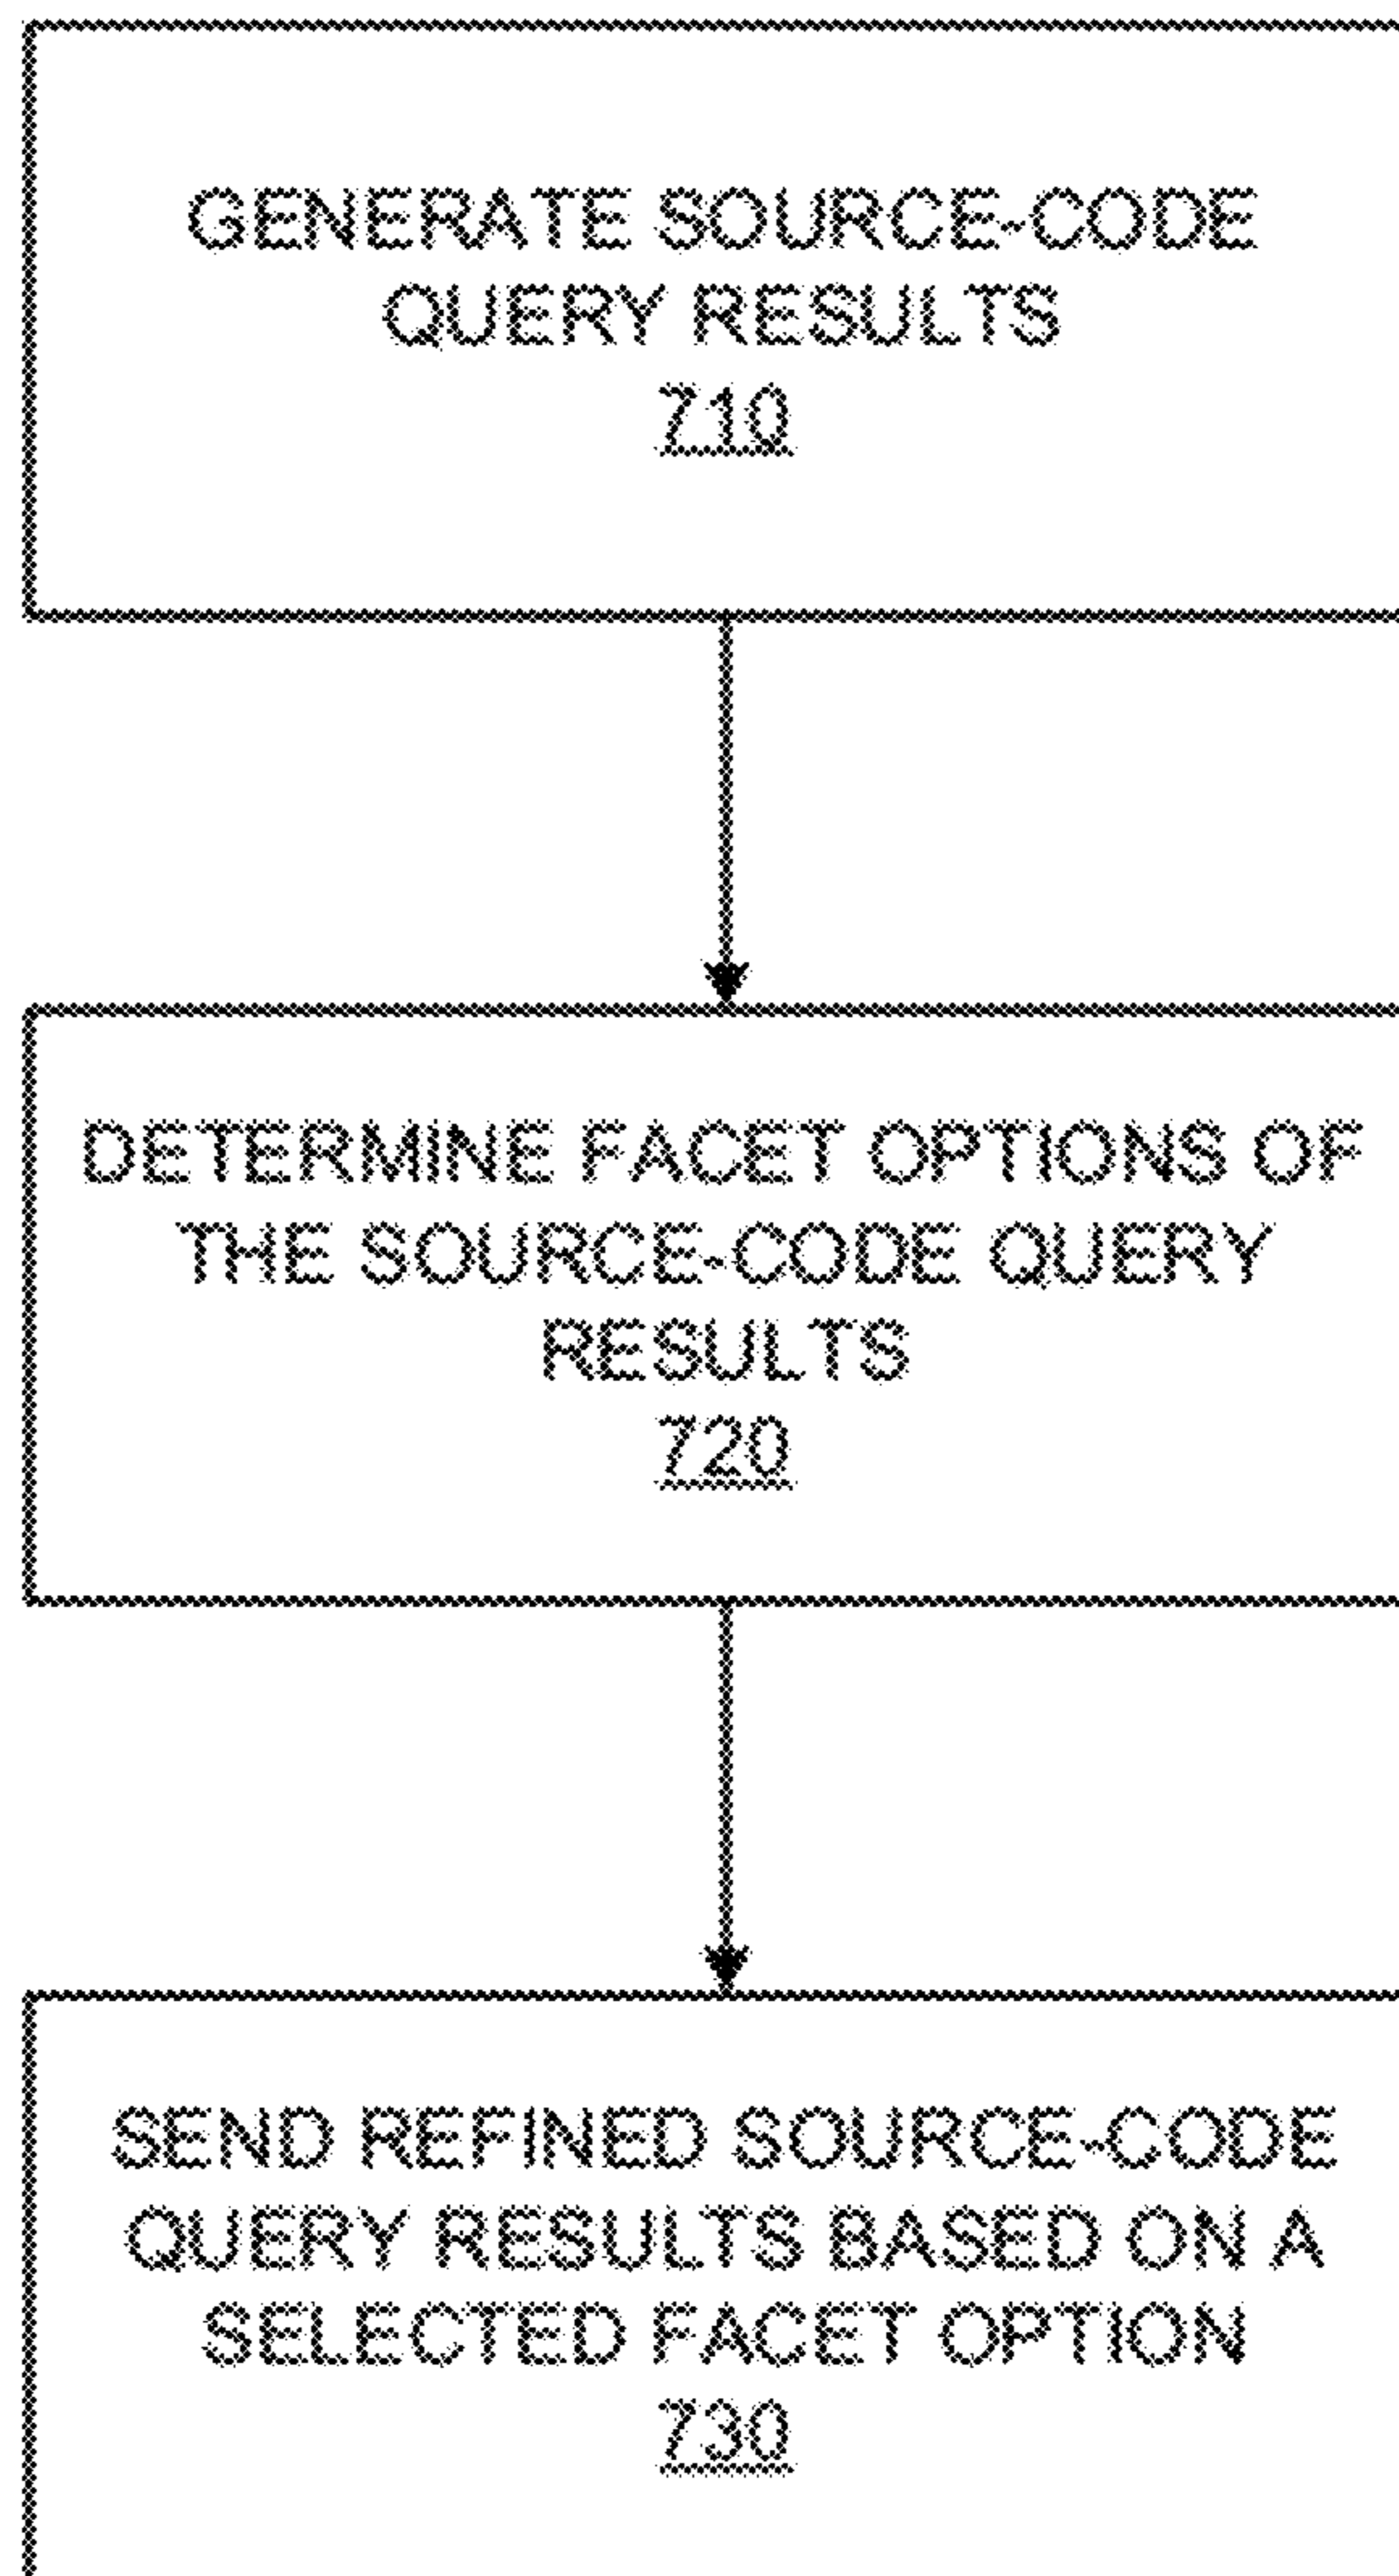 GENERATE SOURCE-CODE
QUERY RESULTS
710
DETERMINE FACET OPTIONS OF
THE SOURCE-CODE QUERY
RESULTS
720
SEND REFINED SOURCE-CODE
QUERY RESULTS BASED ON A
SELECTED FACET OPTION
730